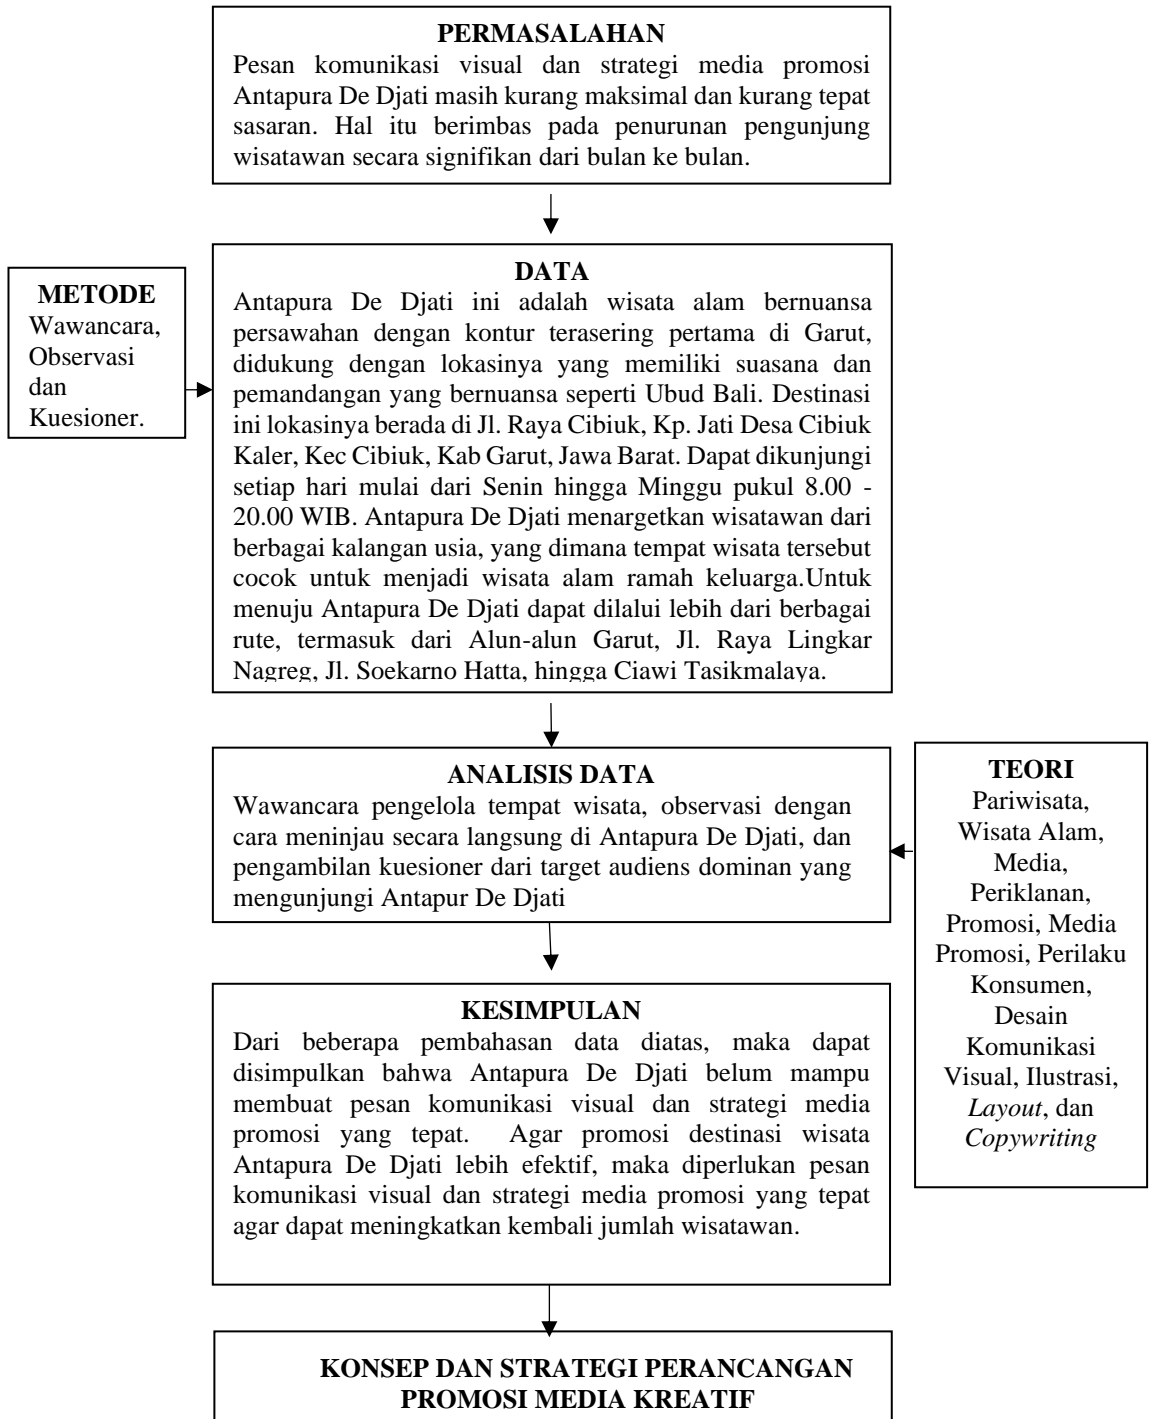 PERMASALAHAN
Pesan komunikasi visual dan strategi media promosi
Antapura De Djati masih kurang maksimal dan kurang tepat
sasaran. Hal itu berimbas pada penurunan pengunjung
wisatawan secara signifikan dari bulan ke bulan.
METODE
Wawancara,
Observasi
dan
Kuesioner.
DATA
Antapura De Djati ini adalah wisata alam bernuansa
persawahan dengan kontur terasering pertama di Garut,
didukung dengan lokasinya yang memiliki suasana dan
pemandangan yang bernuansa seperti Ubud Bali. Destinasi
ini lokasinya berada di Jl. Raya Cibiuk, Kp. Jati Desa Cibiuk
Kaler, Kec Cibiuk, Kab Garut, Jawa Barat. Dapat dikunjungi
setiap hari mulai dari Senin hingga Minggu pukul 8.00 -
20.00 WIB. Antapura De Djati menargetkan wisatawan dari
berbagai kalangan usia, yang dimana tempat wisata tersebut
cocok untuk menjadi wisata alam ramah keluarga.Untuk
menuju Antapura De Djati dapat dilalui lebih dari berbagai
rute, termasuk dari Alun-alun Garut, Jl. Raya Lingkar
Nagreg, Jl. Soekarno Hatta, hingga Ciawi Tasikmalaya.
ANALISIS DATA
Wawancara pengelola tempat wisata, observasi dengan
cara meninjau secara langsung di Antapura De Djati, dan
pengambilan kuesioner dari target audiens dominan yang
mengunjungi Antapur De Djati
TEORI
Pariwisata,
Wisata Alam,
Media,
Periklanan,
Promosi, Media
Promosi, Perilaku
Konsumen,
Desain
Komunikasi
Visual, Ilustrasi,
Layout, dan
Copywriting
KESIMPULAN
Dari beberapa pembahasan data diatas, maka dapat
disimpulkan bahwa Antapura De Djati belum mampu
membuat pesan komunikasi visual dan strategi media
promosi yang tepat. Agar promosi destinasi wisata
Antapura De Djati lebih efektif, maka diperlukan pesan
komunikasi visual dan strategi media promosi yang tepat
agar dapat meningkatkan kembali jumlah wisatawan.
KONSEP DAN STRATEGI PERANCANGAN
PROMOSI MEDIA KREATIF